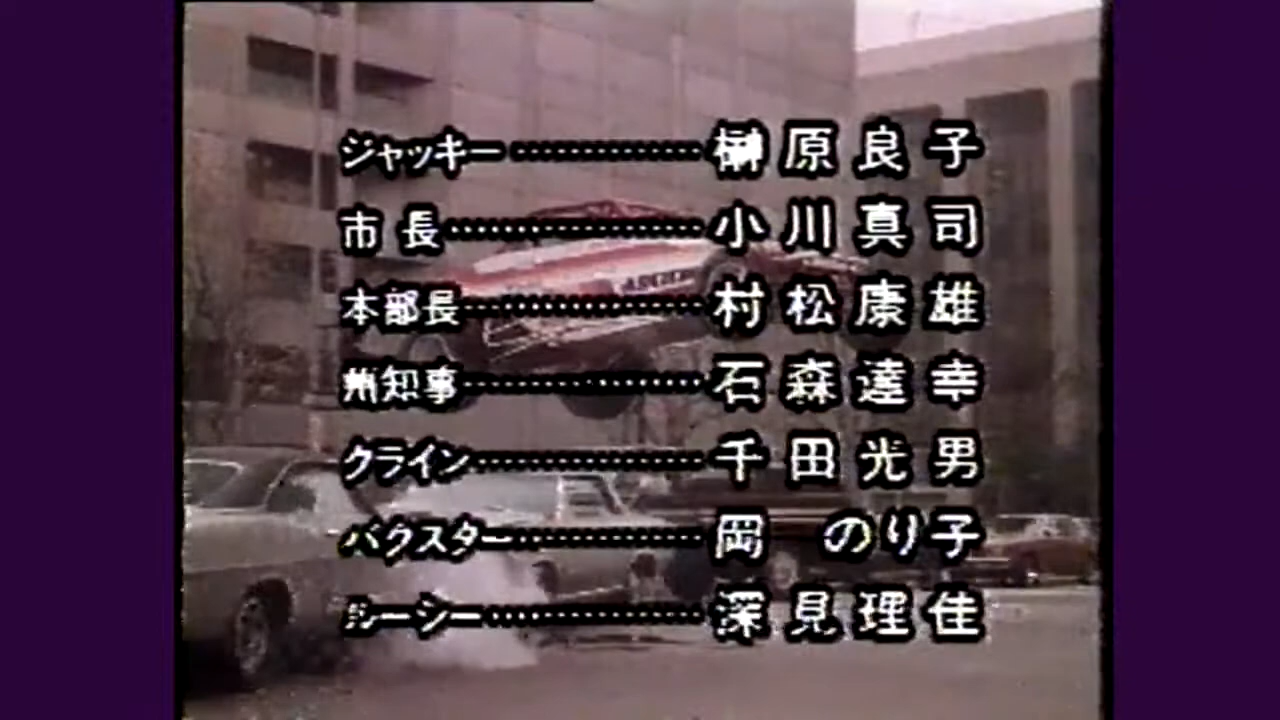 ジャッキー…………榊原良子
市長…………小川真司
本部長…………村松康雄
州知事…………石森達幸
クライン…………千田光男
バクスター…………岡 のり子
ルーシー…………深見理佳